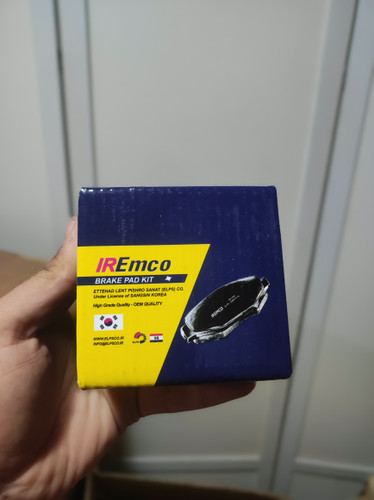 IREmco
BRAKE PAD KIT
ETTEHAD LENT PISHRO SANAT (ELPS) CO.
Under License of SANGSIN KOREA
High Grade Quality - OEM QUALITY
WWW.ELPSCO.IR
INFO@ELPSCO.IR